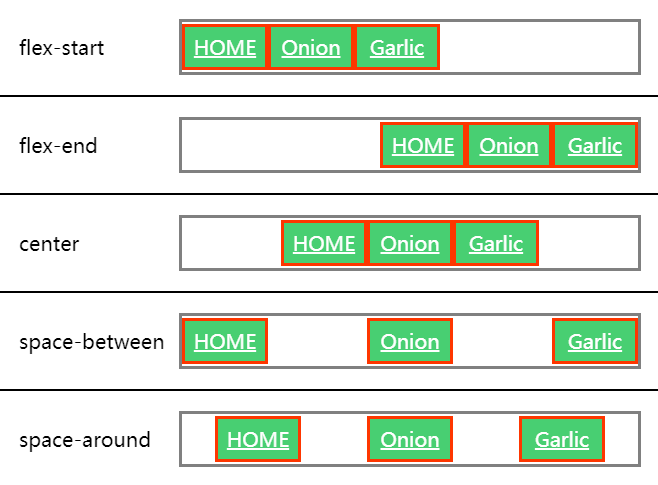 flex-start HOME Onion Garlic
flex-end HOME Onion Garlic
center HOME Onion Garlic
space-between HOME Onion Garlic
space-around HOME Onion Garlic